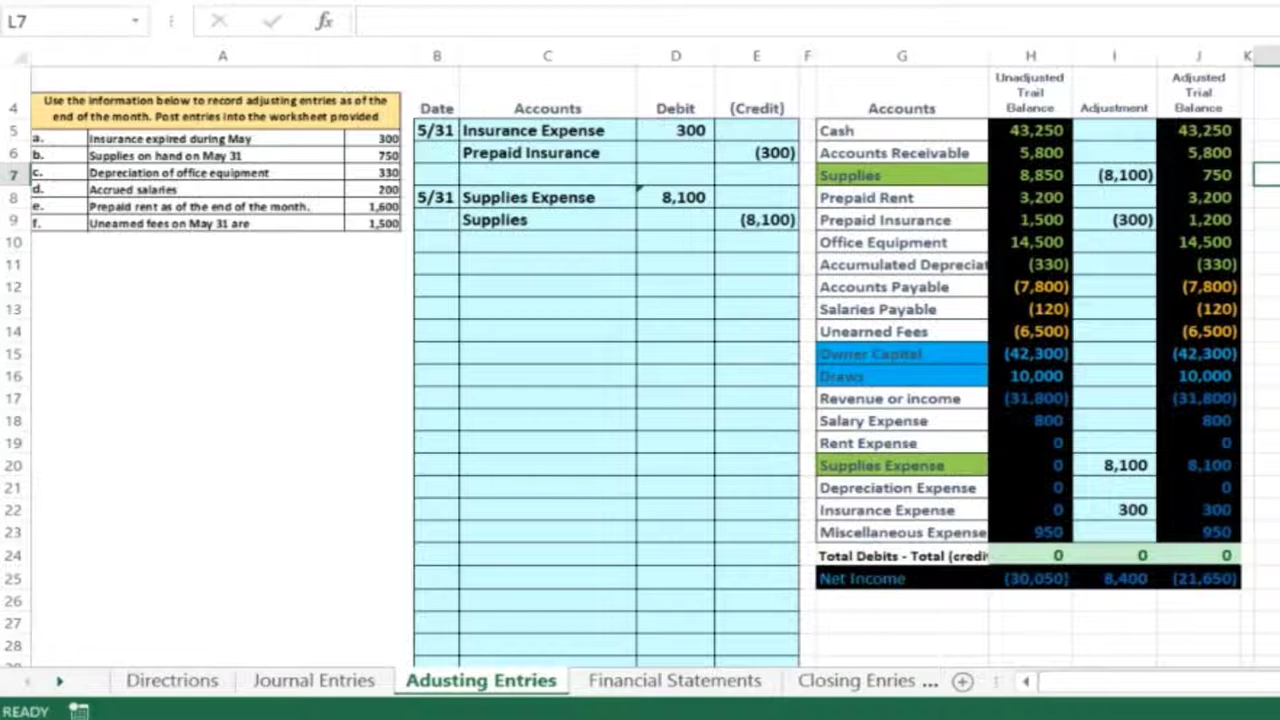 L7
fx
A B C D E F G H I J K
Use the information below to record adjusting entries as of the
end of the month. Post entries into the worksheet provided
a. Insurance expired during May 300
b. Supplies on hand on May 31 750
c. Depreciation of office equipment 330
d. Accrued salaries 200
e. Prepaid rent as of the end of the month. 1,600
f. Unearned fees on May 31 are 1,500
Unadjusted
Trail
Balance
Adjusted
Trial
Balance
4 Date Accounts Debit (Credit) Accounts Adjustment
5 5/31 Insurance Expense 300 Cash 43,250 43,250
6 Prepaid Insurance (300) Accounts Receivable 5,800 5,800
7 Supplies 8,850 (8,100) 750
8 5/31 Supplies Expense 8,100 Prepaid Rent 3,200 3,200
9 Supplies (8,100) Prepaid Insurance 1,500 (300) 1,200
10 Office Equipment 14,500 14,500
11 Accumulated Depreciat (330) (330)
12 Accounts Payable (7,800) (7,800)
13 Salaries Payable (120) (120)
14 Unearned Fees (6,500) (6,500)
15 Owner Capital (42,300) (42,300)
16 Draws 10,000 10,000
17 Revenue or income (31,800) (31,800)
18 Salary Expense 800 800
19 Rent Expense 0 0
20 Supplies Expense 0 8,100 8,100
21 Depreciation Expense 0 0
22 Insurance Expense 0 300 300
23 Miscellaneous Expense 950 950
24 Total Debits - Total (credi 0 0 0
25 Net Income (30,050) 8,400 (21,650)
26
27
28
Directions Journal Entries Adusting Entries Financial Statements Closing Enries ...
READY